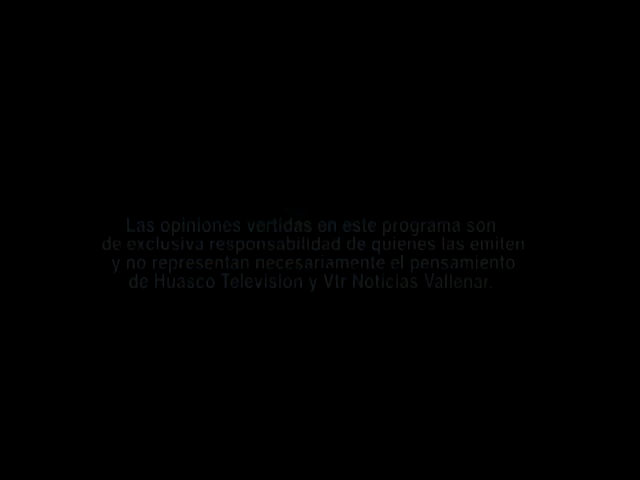 Las opiniones vertidas en este programa son
de exclusiva responsabilidad de quienes las emiten
y no representan necesariamente el pensamiento
de Huasco Television y Vtr Noticias Vallenar.